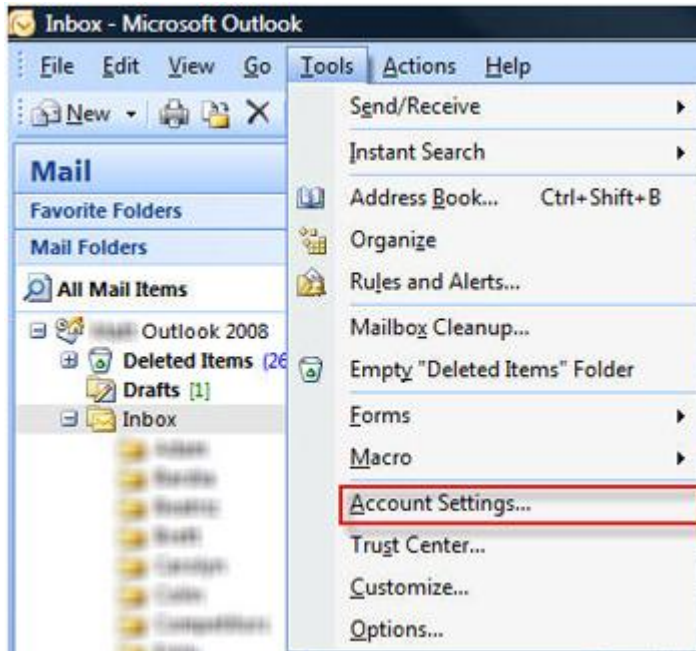 Inbox - Microsoft Outlook
File Edit View Go Tools Actions Help
New
Send/Receive
Instant Search
Mail
Address Book... Ctrl+Shift+B
Favorite Folders
Organize
Mail Folders
Rules and Alerts...
All Mail Items
Mailbox Cleanup...
Outlook 2008
Deleted Items (26
Empty "Deleted Items" Folder
Drafts [1]
Inbox
Forms
Macro
Account Settings...
Trust Center...
Customize...
Options...